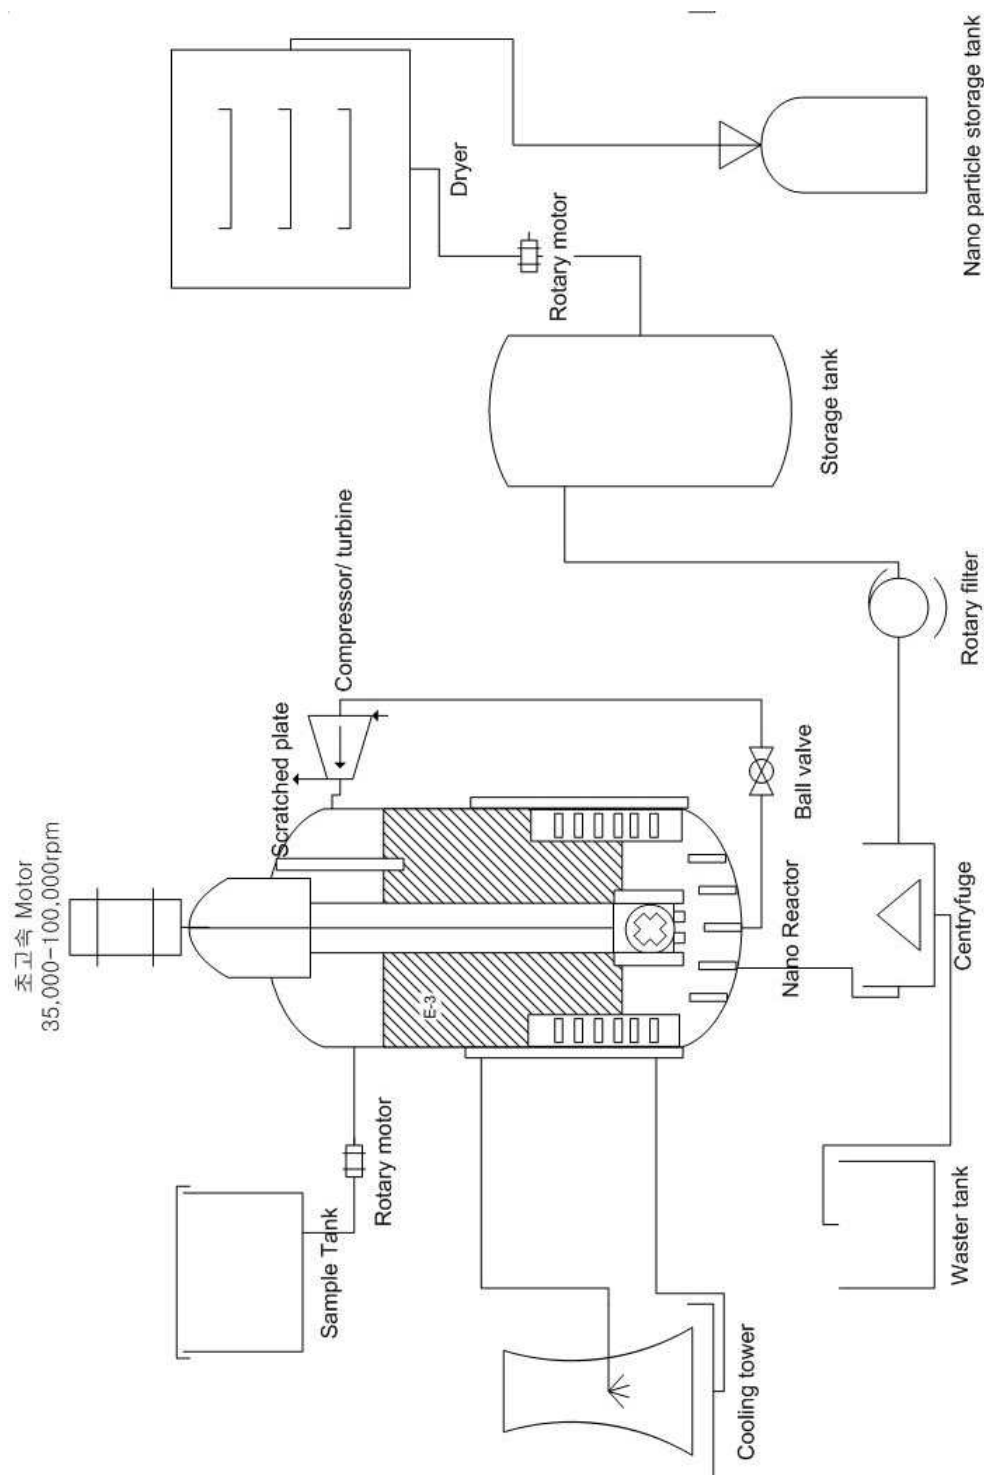 초고속 Motor
35,000-100,000rpm
Sample Tank
Rotary motor
Scratched plate
Compressor/ turbine
E-3
Nano Reactor
Ball valve
Cooling tower
Waster tank
Centryfuge
Rotary filter
Storage tank
Rotary motor
Dryer
Nano particle storage tank